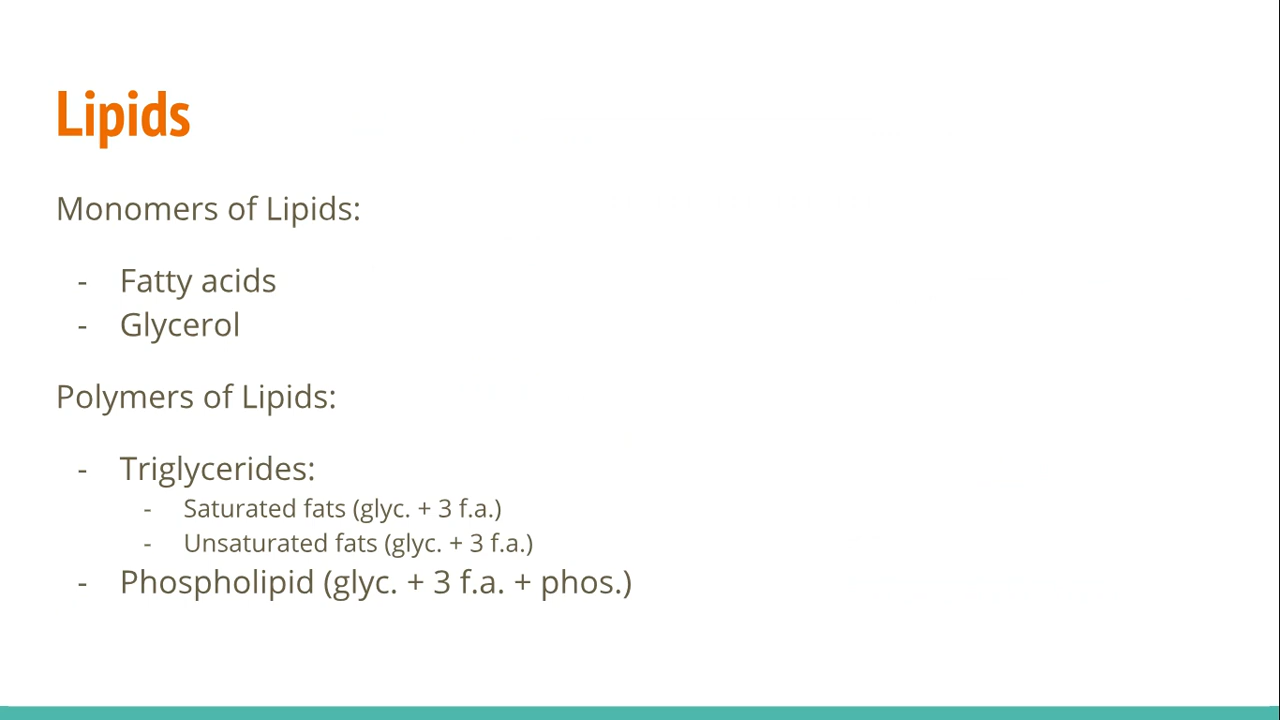 Lipids
Monomers of Lipids:
- Fatty acids
- Glycerol
Polymers of Lipids:
- Triglycerides:
- Saturated fats (glyc. + 3 f.a.)
- Unsaturated fats (glyc. + 3 f.a.)
- Phospholipid (glyc. + 3 f.a. + phos.)